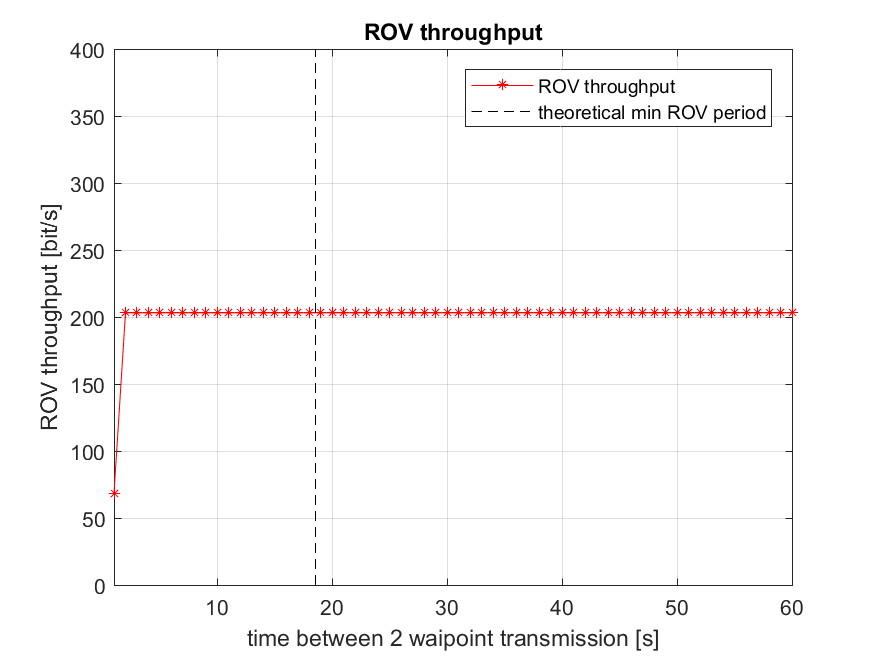 ROV throughput
400
350
300
250
200
150
100
50
0
ROV throughput [bit/s]
ROV throughput
theoretical min ROV period
10 20 30 40 50 60
time between 2 waipoint transmission [s]